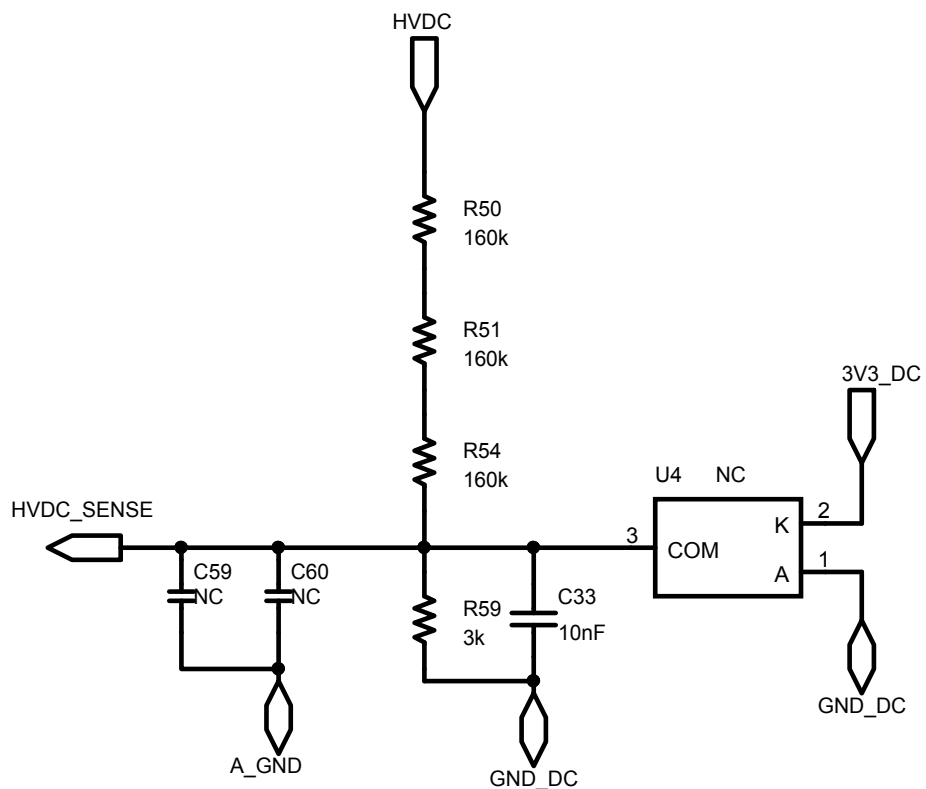 HVDC
R50
160k
R51
160k
3V3_DC
R54
160k
U4 NC
HVDC_SENSE
2
K
3
COM
1
A
C59
NC
C60
NC
R59
3k
C33
10nF
GND_DC
A_GND
GND_DC